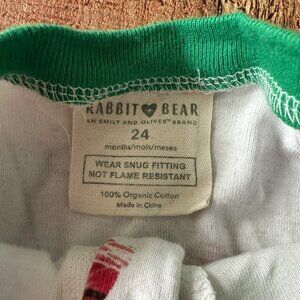 RABBIT BEAR
AN EMILY AND OLIVER™ BRAND
24
months/mois/meses
WEAR SNUG FITTING
NOT FLAME RESISTANT
100% Organic Cotton
Made in China